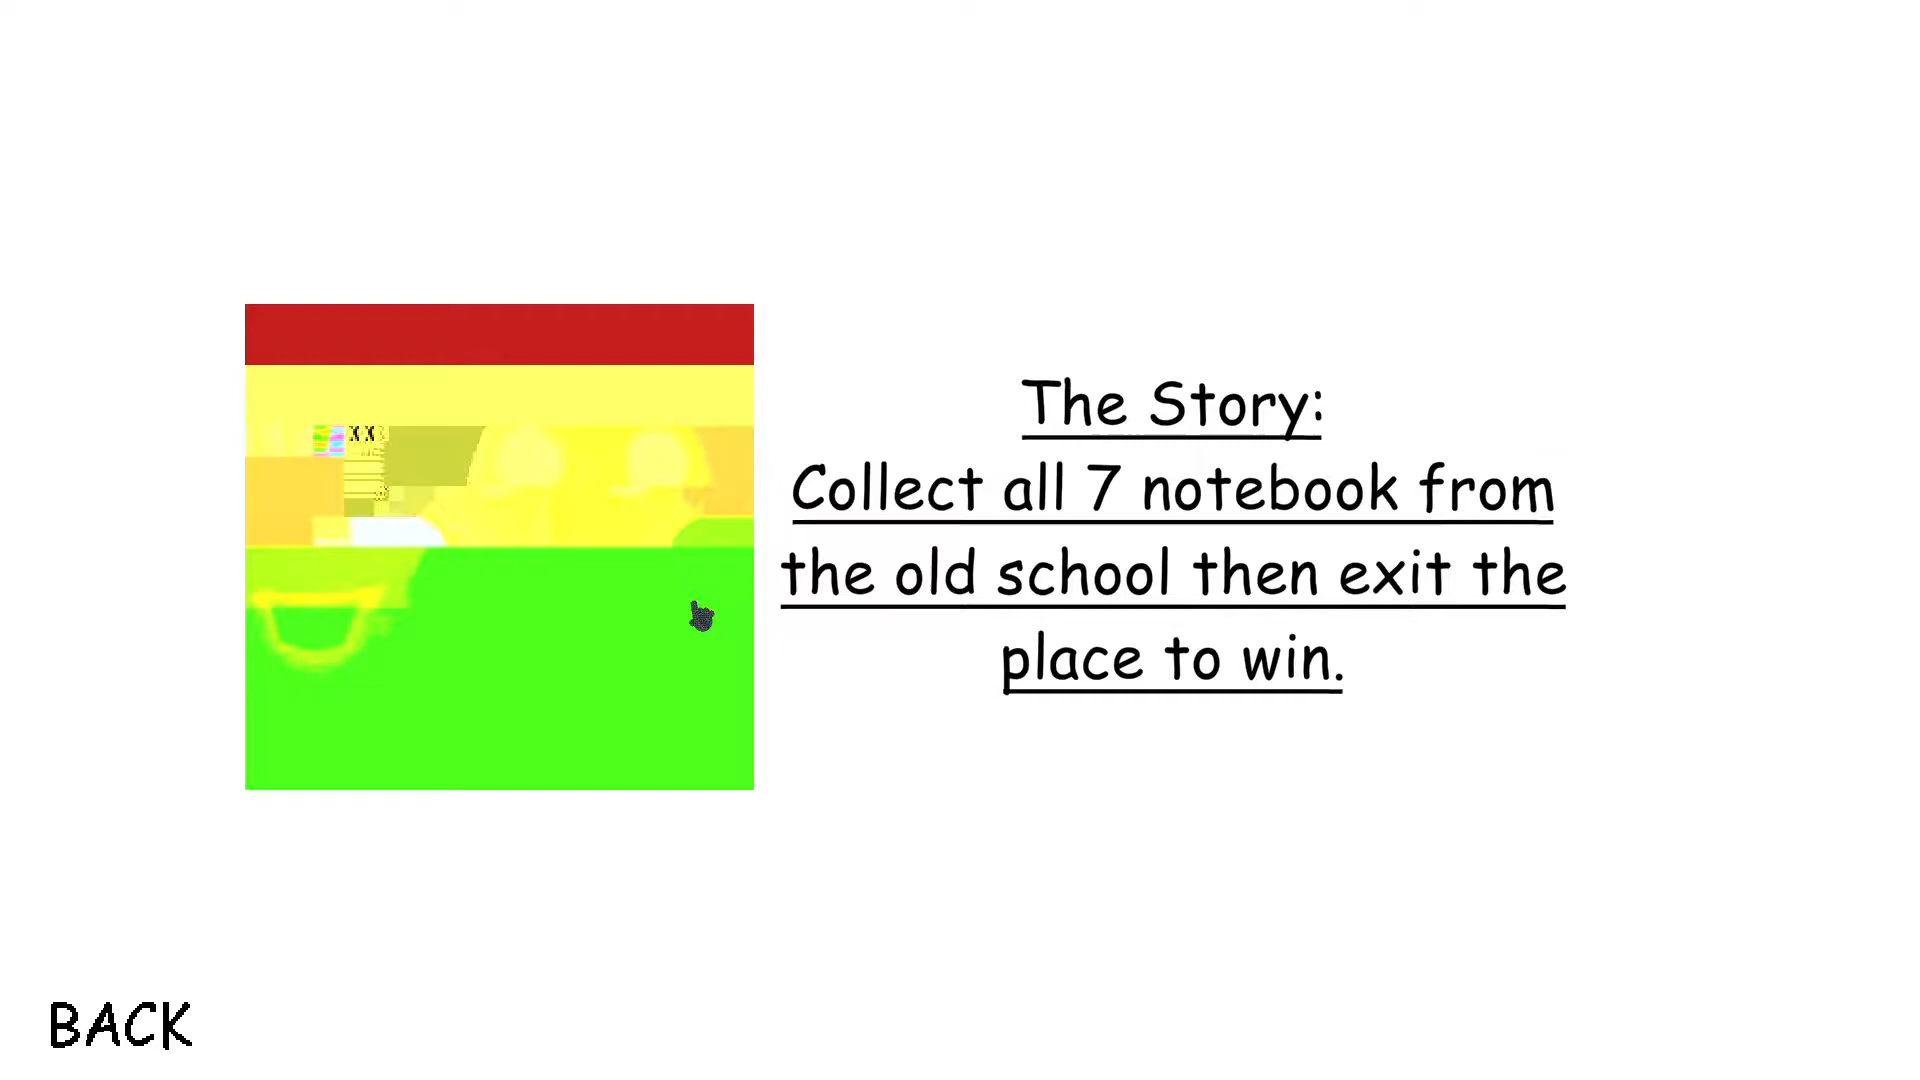 The Story:
Collect all 7 notebook from
the old school then exit the
place to win.
BACK